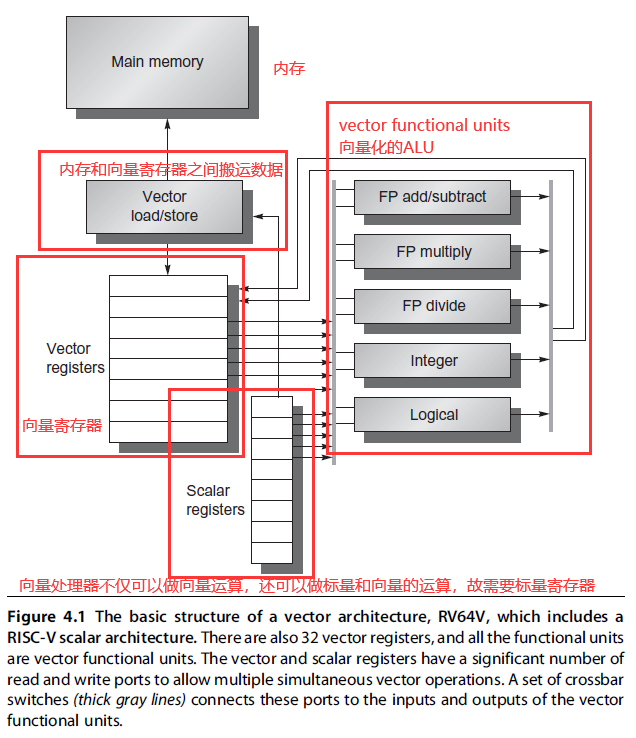 Main memory
内存
vector functional units
向量化的ALU
内存和向量寄存器之间搬运数据
Vector
load/store
FP add/subtract
FP multiply
FP divide
Integer
Logical
Vector
registers
向量寄存器
Scalar
registers
向量处理器不仅可以做向量运算，还可以做标量和向量的运算，故需要标量寄存器
Figure 4.1 The basic structure of a vector architecture, RV64V, which includes a
RISC-V scalar architecture. There are also 32 vector registers, and all the functional units
are vector functional units. The vector and scalar registers have a significant number of
read and write ports to allow multiple simultaneous vector operations. A set of crossbar
switches (thick gray lines) connects these ports to the inputs and outputs of the vector
functional units.